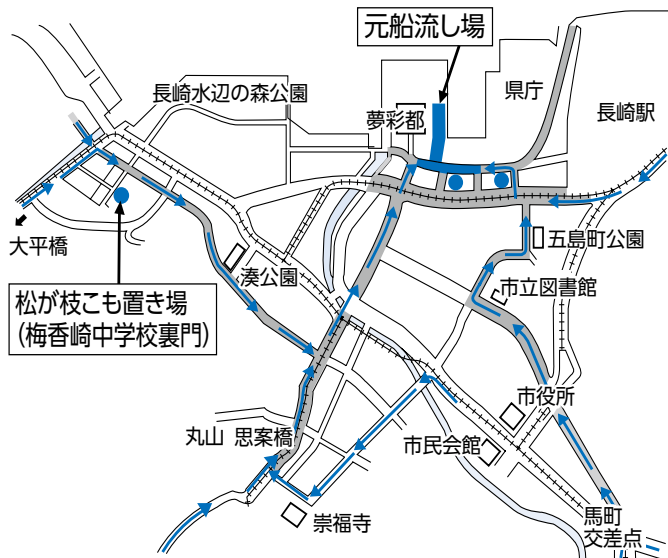 元船流し場
長崎水辺の森公園
夢彩都
県庁
長崎駅
大平橋
五島町公園
湊公園
市立図書館
松が枝こも置き場
(梅香崎中学校裏門)
市役所
丸山 思案橋
市民会館
崇福寺
馬町
交差点